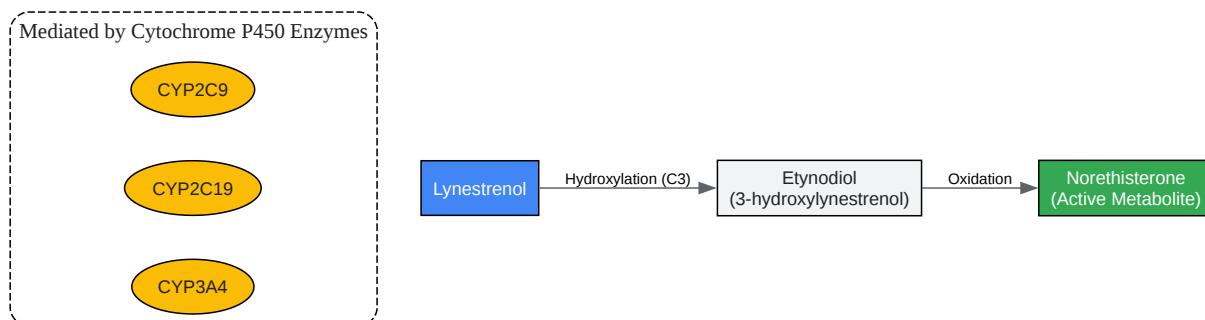 Mediated by Cytochrome P450 Enzymes
CYP2C9
CYP2C19
CYP3A4
Lynestrenol
Hydroxylation (C3)
Etynodiol
(3-hydroxylynestrenol)
Oxidation
Norethisterone
(Active Metabolite)